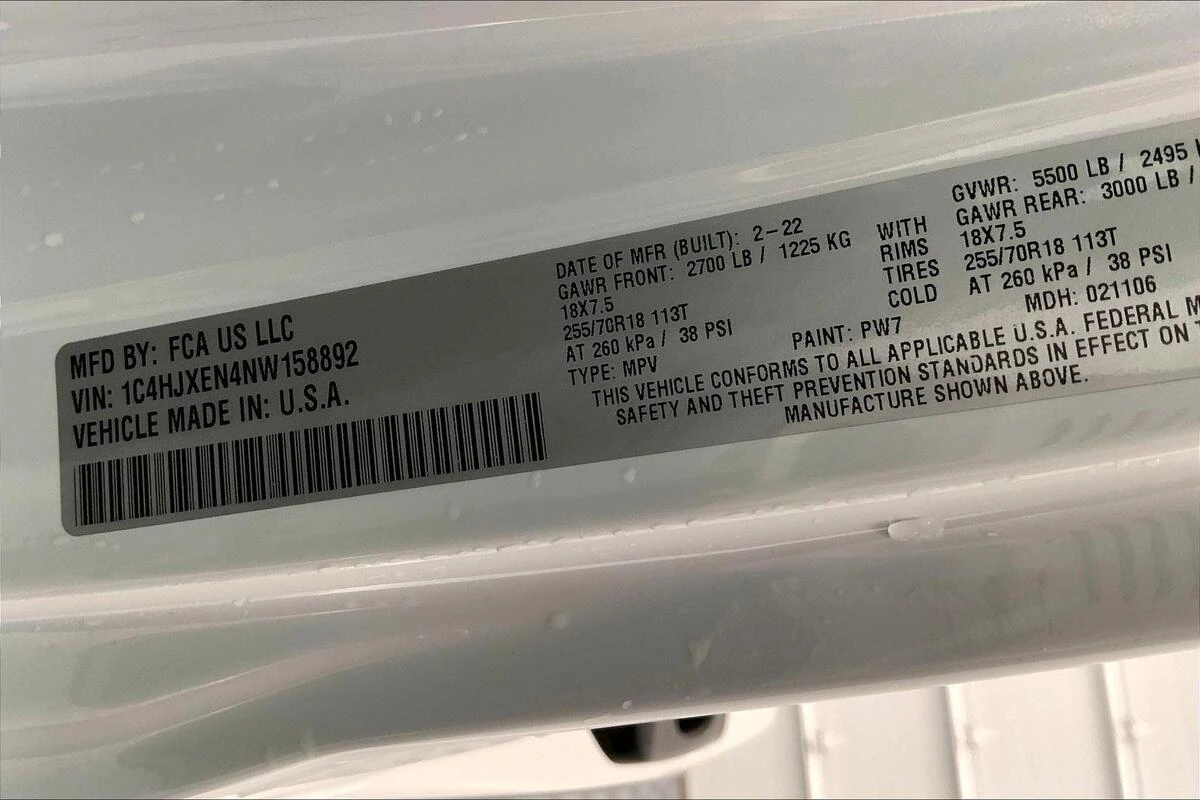 MFD BY: FCA US LLC
VIN: 1C4HJXEN4NW158892
VEHICLE MADE IN: U.S.A.
DATE OF MFR (BUILT): 2-22
GAWR FRONT: 2700 LB / 1225 KG
18X7.5
255/70R18 113T
AT 260 kPa / 38 PSI
TYPE: MPV
WITH
RIMS
TIRES
COLD
GVWR: 5500 LB / 2495
GAWR REAR: 3000 LB /
18X7.5
255/70R18 113T
AT 260 kPa / 38 PSI
PAINT: PW7
MDH: 021106
THIS VEHICLE CONFORMS TO ALL APPLICABLE U.S.A. FEDERAL M
SAFETY AND THEFT PREVENTION STANDARDS IN EFFECT ON
MANUFACTURE SHOWN ABOVE.